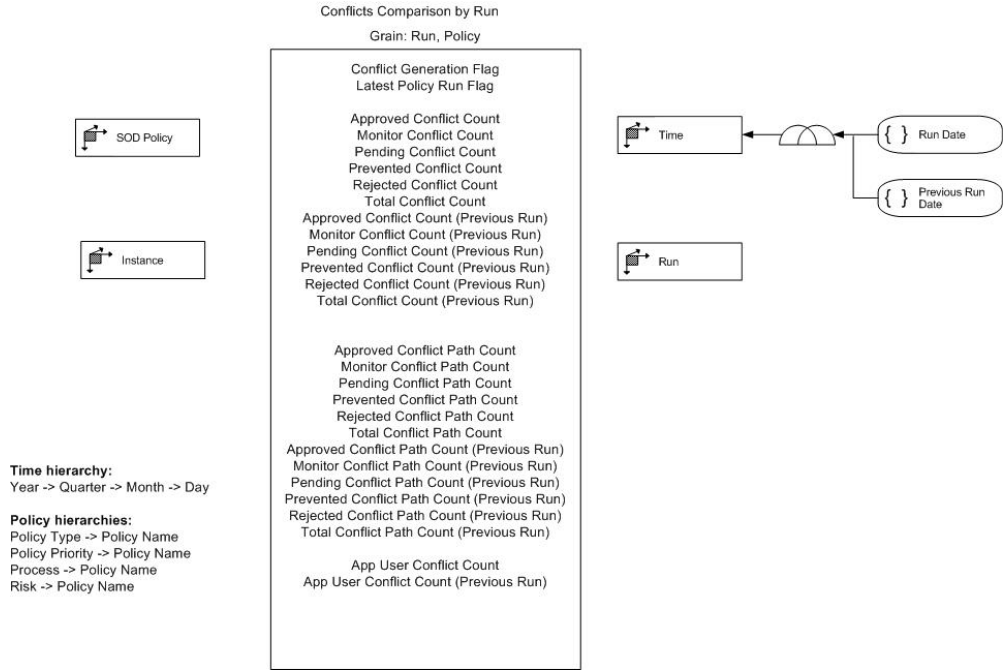 Conflicts Comparison by Run
Grain: Run, Policy
Conflict Generation Flag
Latest Policy Run Flag
Approved Conflict Count
Monitor Conflict Count
Pending Conflict Count
Prevented Conflict Count
Rejected Conflict Count
Total Conflict Count
Approved Conflict Count (Previous Run)
Monitor Conflict Count (Previous Run)
Pending Conflict Count (Previous Run)
Prevented Conflict Count (Previous Run)
Rejected Conflict Count (Previous Run)
Total Conflict Count (Previous Run)
Approved Conflict Path Count
Monitor Conflict Path Count
Pending Conflict Path Count
Prevented Conflict Path Count
Rejected Conflict Path Count
Total Conflict Path Count
Approved Conflict Path Count (Previous Run)
Monitor Conflict Path Count (Previous Run)
Pending Conflict Path Count (Previous Run)
Prevented Conflict Path Count (Previous Run)
Rejected Conflict Path Count (Previous Run)
Total Conflict Path Count (Previous Run)
App User Conflict Count
App User Conflict Count (Previous Run)
SOD Policy
Instance
Time
{ } Run Date
{ } Previous Run
Date
Run
Time hierarchy:
Year -> Quarter -> Month -> Day
Policy hierarchies:
Policy Type -> Policy Name
Policy Priority -> Policy Name
Process -> Policy Name
Risk -> Policy Name